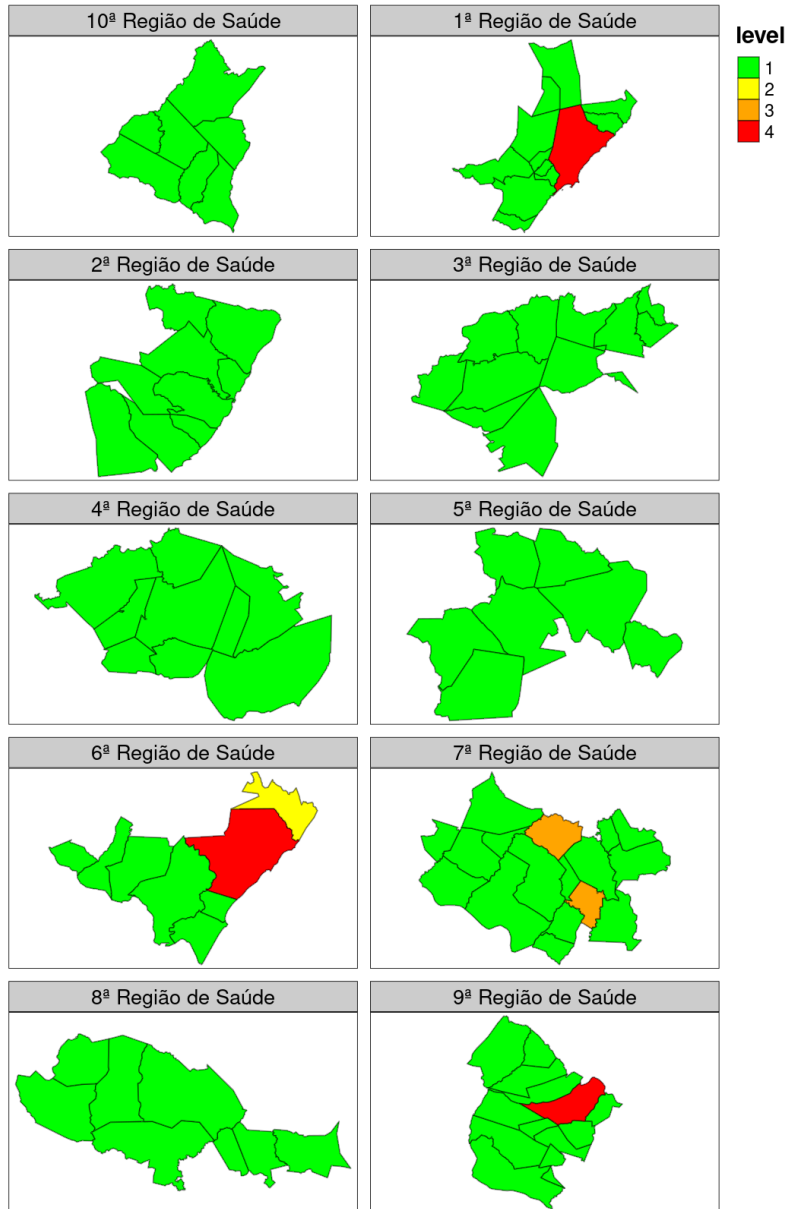 10ª Região de Saúde
1ª Região de Saúde
level
1
2
3
4
2ª Região de Saúde
3ª Região de Saúde
4ª Região de Saúde
5ª Região de Saúde
6ª Região de Saúde
7ª Região de Saúde
8ª Região de Saúde
9ª Região de Saúde